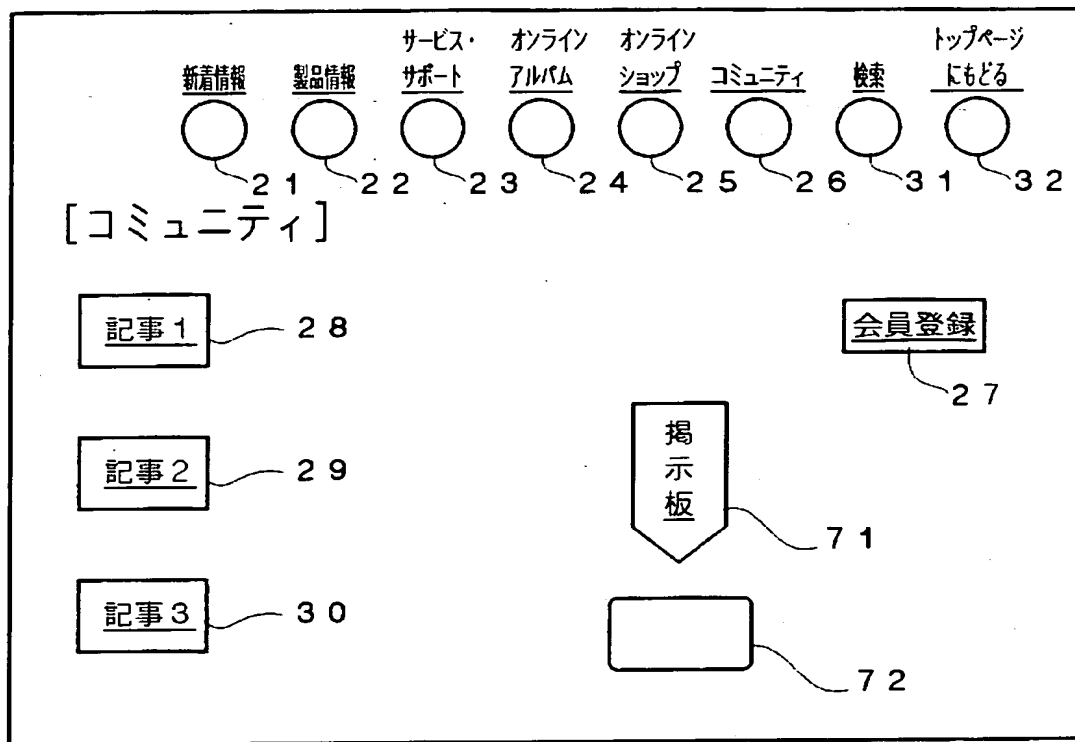 新着情報
製品情報
サービス・
サポート
オンライン
アルバム
オンライン
ショップ
コミュニティ
検索
トップページ
にもどる
21
22
23
24
25
26
31
32
[コミュニティ]
記事1
28
会員登録
27
記事2
29
掲示板
71
記事3
30
72